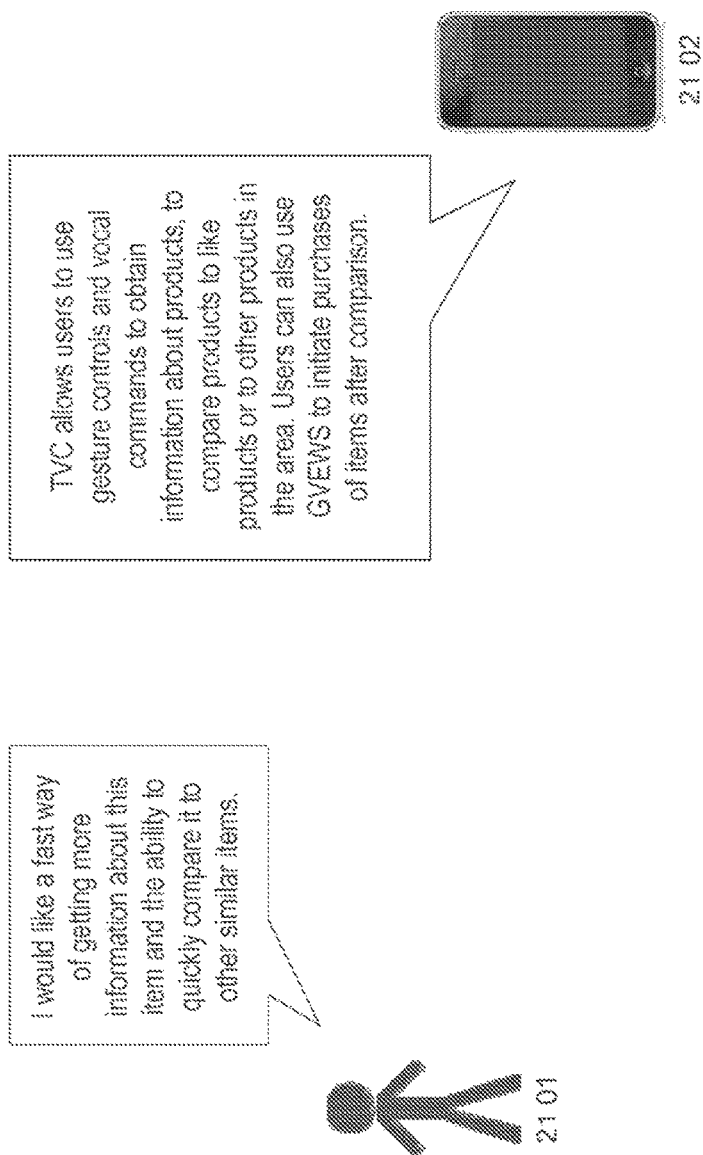 I would like a fast way
of getting more
information about this
item and the ability to
quickly compare it to
other similar items.
21 01
TVC allows users to use
gesture controls and vocal
commands to obtain
information about products, to
compare products to like
products or to other products in
the area. Users can also use
GVEWS to initiate purchases
of items after comparison.
21 02